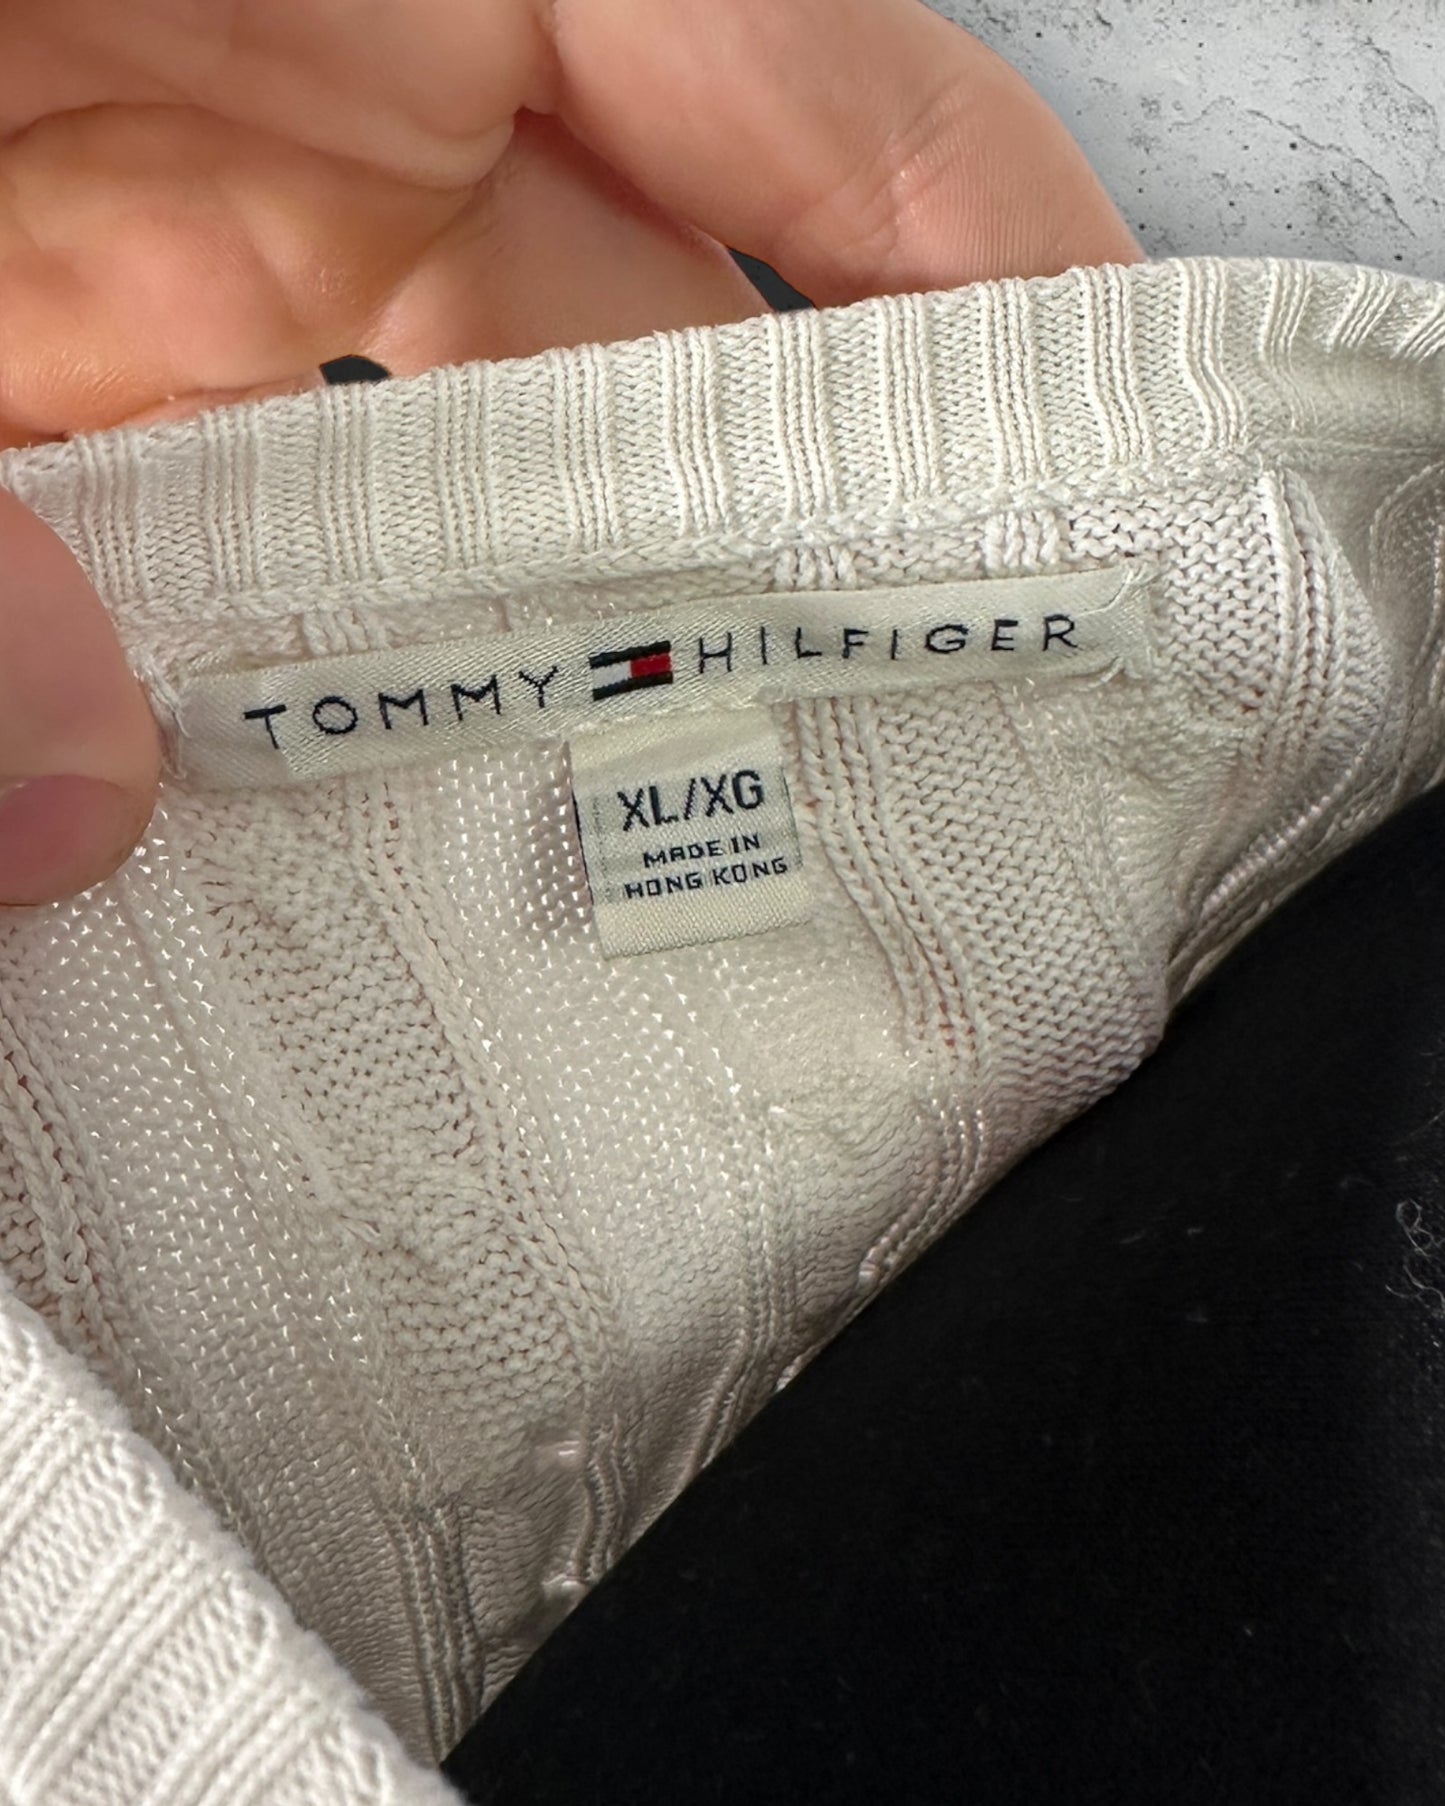 TOMMY HILFIGER
XL/XG
MADE IN
HONG KONG